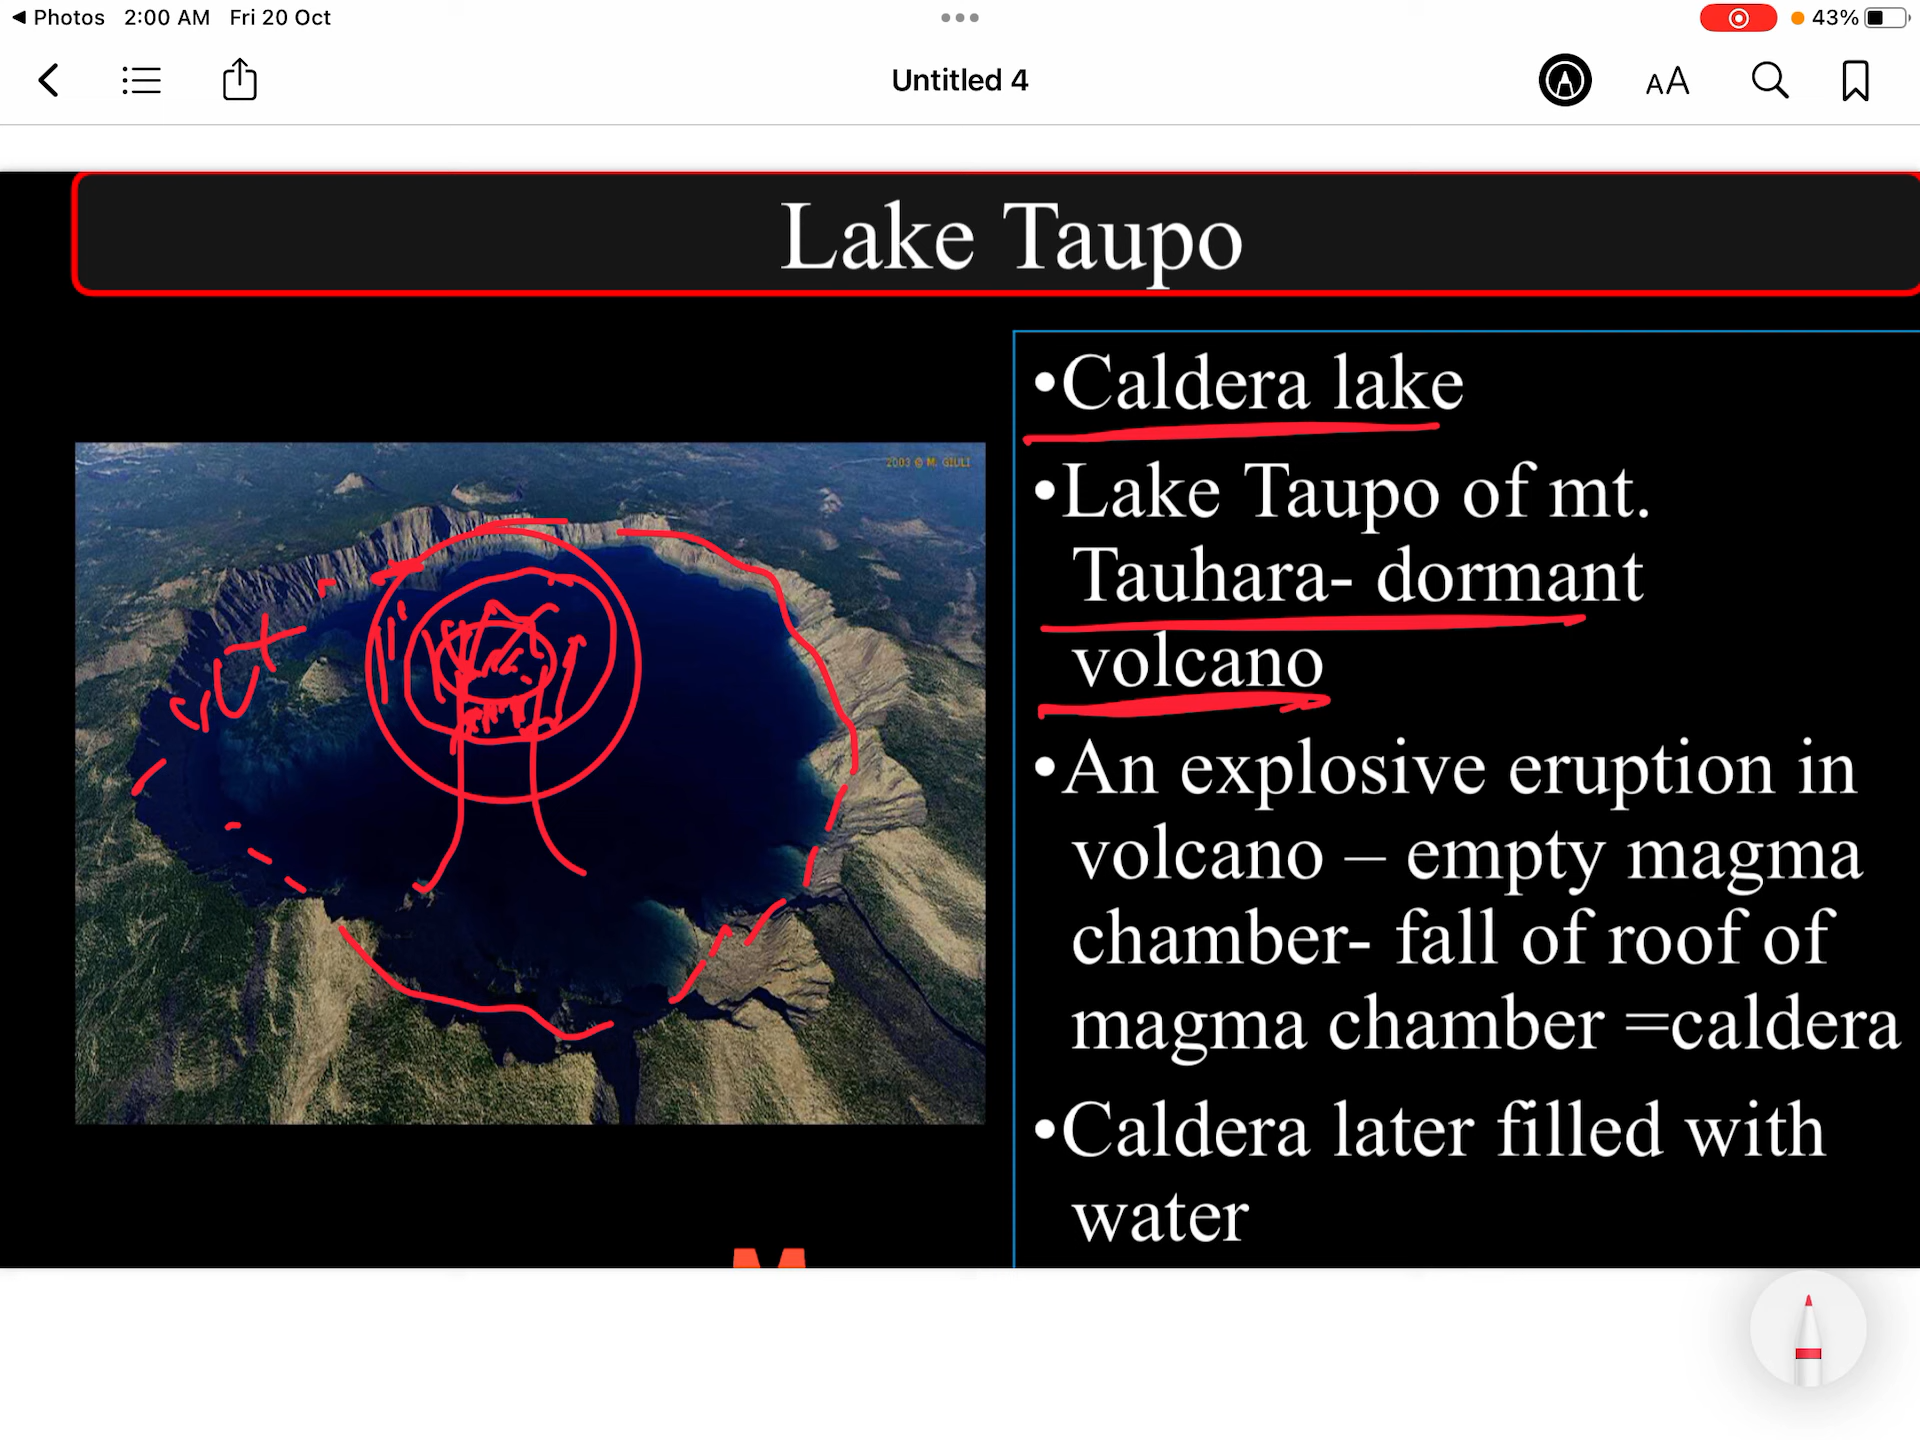 Photos 2:00 AM Fri 20 Oct
43%
Untitled 4
AA
Lake Taupo
•Caldera lake
•Lake Taupo of mt.
Tauhara- dormant
volcano
•An explosive eruption in
volcano – empty magma
chamber- fall of roof of
magma chamber =caldera
•Caldera later filled with
water
2003 © M. GIULI